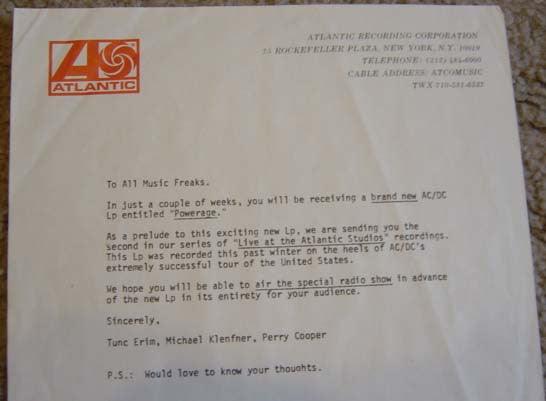 ATLANTIC
ATLANTIC RECORDING CORPORATION
75 ROCKEFELLER PLAZA, NEW YORK, N.Y. 10019
TELEPHONE: (212) 484-6000
CABLE ADDRESS: ATCOMUSIC
TWX
To All Music Freaks.
In just a couple of weeks, you will be receiving a brand new AC/DC
Lp entitled "Powerage."
As a prelude to this exciting new Lp, we are sending you the
second in our series of "Live at the Atlantic Studios" recordings.
This Lp was recorded this past winter on the heels of AC/DC's
extremely successful tour of the United States.
We hope you will be able to air the special radio show in advance
of the new Lp in its entirety for your audience.
Sincerely,
Tunc Erim, Michael Klenfner, Perry Cooper
P.S.: Would love to know your thoughts.